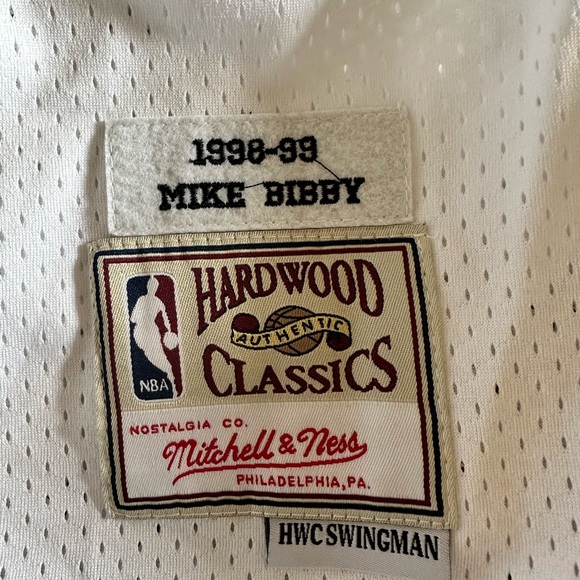 1998-99
MIKE BIBBY
HARDWOOD
AUTHENTIC
CLASSICS
NBA
NOSTALGIA CO.
Mitchell & Ness
PHILADELPHIA, PA.
HWC SWINGMAN